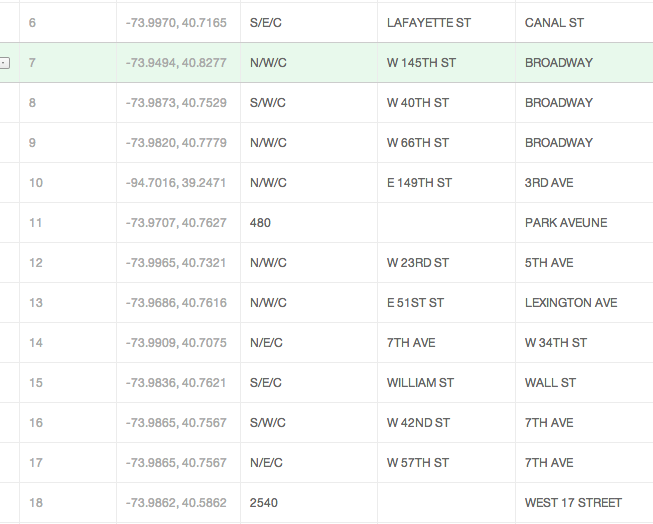 6 -73.9970, 40.7165 S/E/C LAFAYETTE ST CANAL ST
7 -73.9494, 40.8277 N/W/C W 145TH ST BROADWAY
8 -73.9873, 40.7529 S/W/C W 40TH ST BROADWAY
9 -73.9820, 40.7779 N/W/C W 66TH ST BROADWAY
10 -94.7016, 39.2471 N/W/C E 149TH ST 3RD AVE
11 -73.9707, 40.7627 480 PARK AVEUNE
12 -73.9965, 40.7321 N/W/C W 23RD ST 5TH AVE
13 -73.9686, 40.7616 N/W/C E 51ST ST LEXINGTON AVE
14 -73.9909, 40.7075 N/E/C 7TH AVE W 34TH ST
15 -73.9836, 40.7621 S/E/C WILLIAM ST WALL ST
16 -73.9865, 40.7567 S/W/C W 42ND ST 7TH AVE
17 -73.9865, 40.7567 N/E/C W 57TH ST 7TH AVE
18 -73.9862, 40.5862 2540 WEST 17 STREET